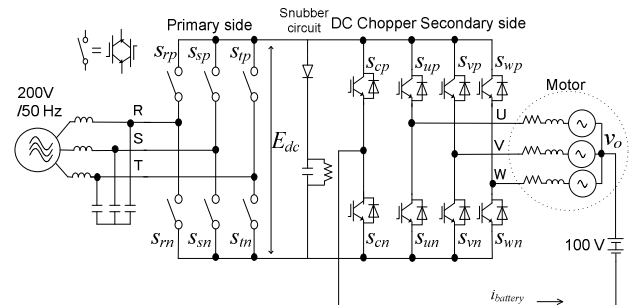 Primary side
Snubber circuit
DC Chopper Secondary side
=
s_rp s_sp s_tp
s_cp s_up s_vp s_wp
200V /50 Hz
R
S
T
E_dc
U
V
W
Motor
v_o
s_rn s_sn s_tn
s_cn s_un s_vn s_wn
100 V
i_battery